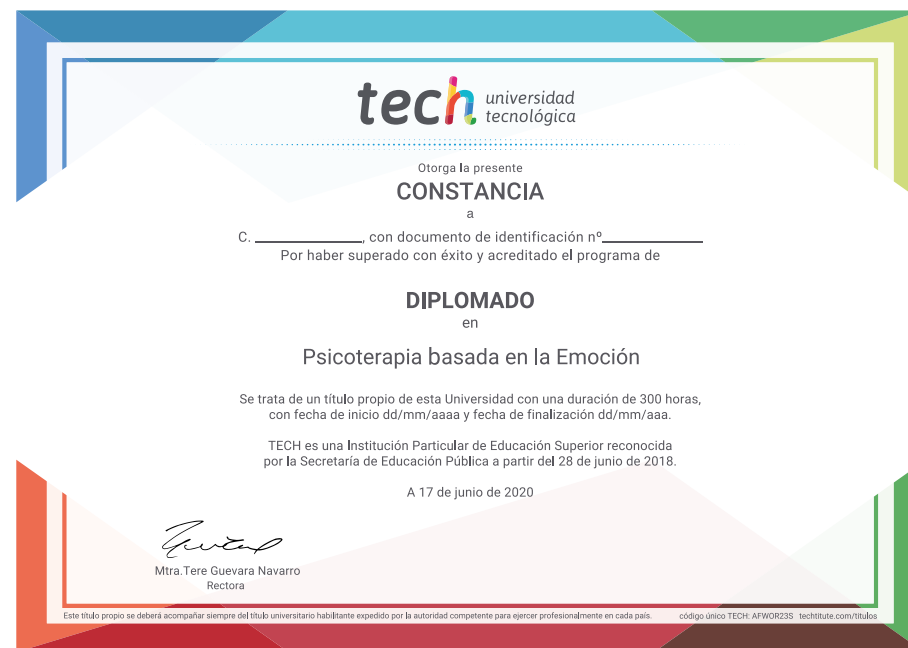 tech universidad
tecnológica
Otorga la presente
CONSTANCIA
a
C. ____________, con documento de identificación nº____________
Por haber superado con éxito y acreditado el programa de
DIPLOMADO
en
Psicoterapia basada en la Emoción
Se trata de un título propio de esta Universidad con una duración de 300 horas,
con fecha de inicio dd/mm/aaaa y fecha de finalización dd/mm/aaa.
TECH es una Institución Particular de Educación Superior reconocida
por la Secretaría de Educación Pública a partir del 28 de junio de 2018.
A 17 de junio de 2020
Mtra.Tere Guevara Navarro
Rectora
Este título propio se deberá acompañar siempre del título universitario habilitante expedido por la autoridad competente para ejercer profesionalmente en cada país. código único TECH: AFWOR23S techtitute.com/titulos